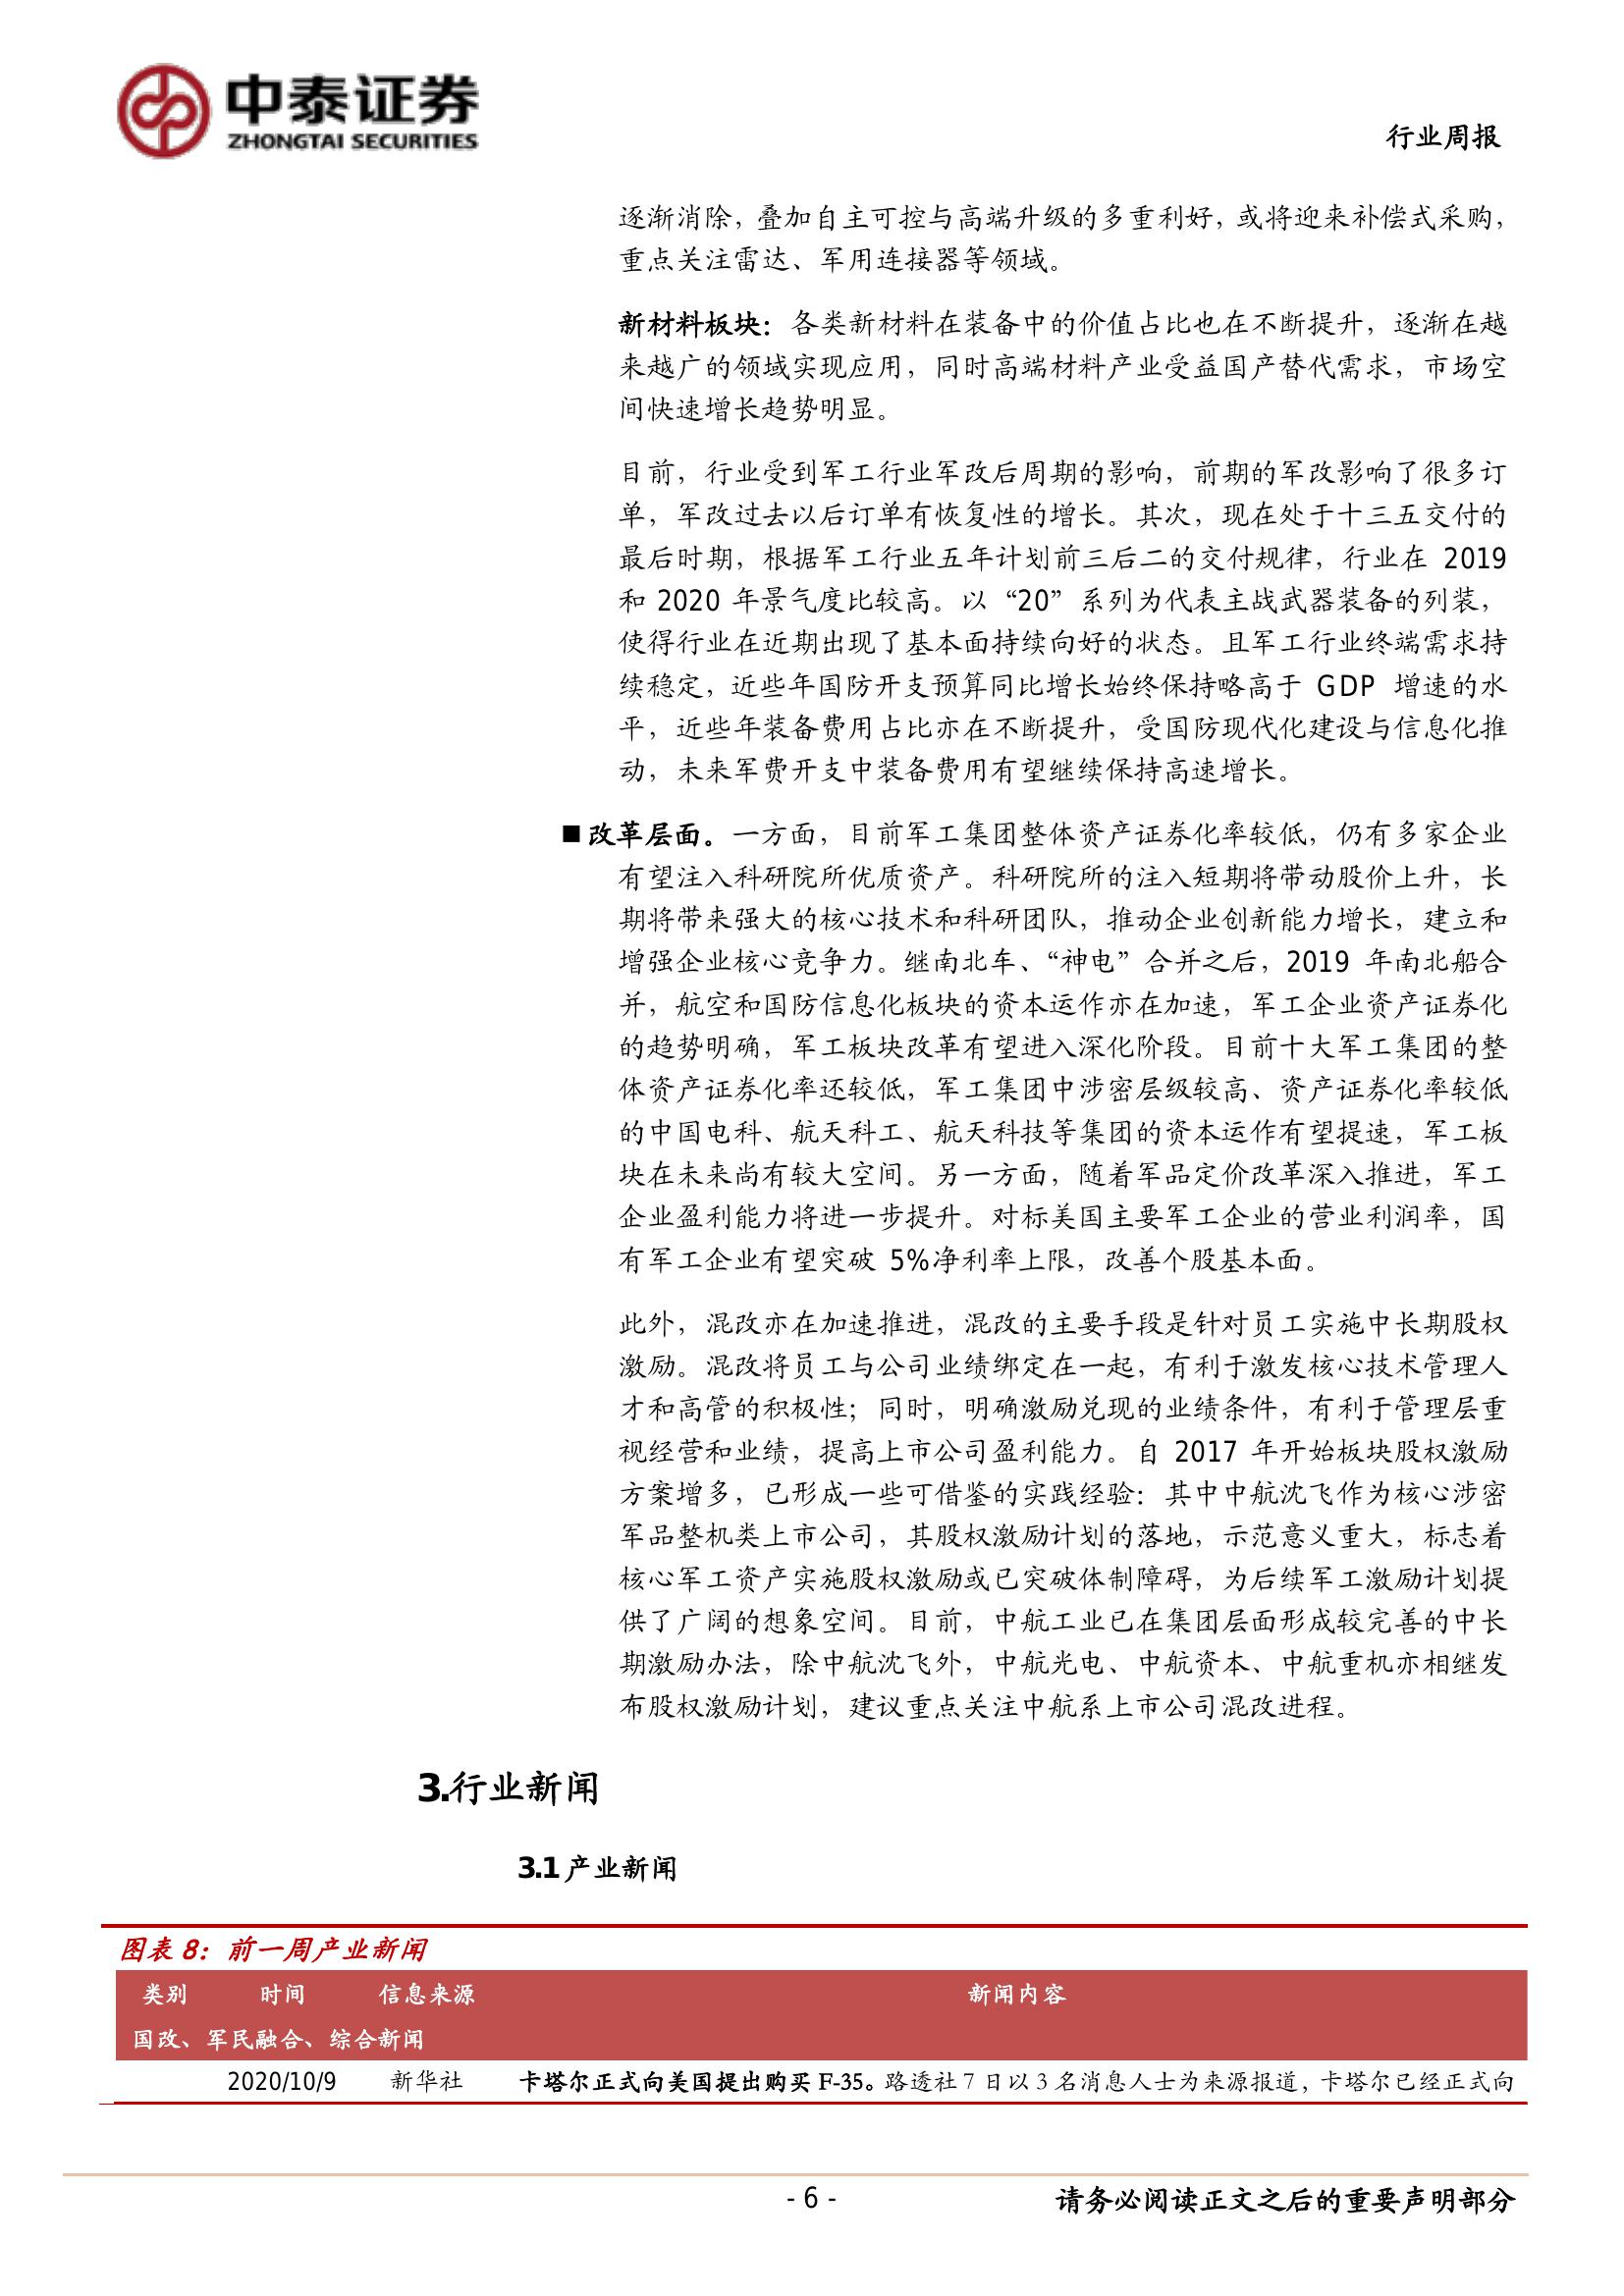 中泰证券
ZHONGTAI SECURITIES
行业周报
逐渐消除，叠加自主可控与高端升级的多重利好，或将迎来补偿式采购，
重点关注雷达、军用连接器等领域。
新材料板块：各类新材料在装备中的价值占比也在不断提升，逐渐在越
来越广的领域实现应用，同时高端材料产业受益国产替代需求，市场空
间快速增长趋势明显。
目前，行业受到军工行业军改后周期的影响，前期的军改影响了很多订
单，军改过去以后订单有恢复性的增长。其次，现在处于十三五交付的
最后时期，根据军工行业五年计划前三后二的交付规律，行业在 2019
和 2020 年景气度比较高。以“20”系列为代表主战武器装备的列装，
使得行业在近期出现了基本面持续向好的状态。且军工行业终端需求持
续稳定，近些年国防开支预算同比增长始终保持略高于 GDP 增速的水
平，近些年装备费用占比亦在不断提升，受国防现代化建设与信息化推
动，未来军费开支中装备费用有望继续保持高速增长。
■ 改革层面。一方面，目前军工集团整体资产证券化率较低，仍有多家企业
有望注入科研院所优质资产。科研院所的注入短期将带动股价上升，长
期将带来强大的核心技术和科研团队，推动企业创新能力增长，建立和
增强企业核心竞争力。继南北车、“神电”合并之后，2019 年南北船合
并，航空和国防信息化板块的资本运作亦在加速，军工企业资产证券化
的趋势明确，军工板块改革有望进入深化阶段。目前十大军工集团的整
体资产证券化率还较低，军工集团中涉密层级较高、资产证券化率较低
的中国电科、航天科工、航天科技等集团的资本运作有望提速，军工板
块在未来尚有较大空间。另一方面，随着军品定价改革深入推进，军工
企业盈利能力将进一步提升。对标美国主要军工企业的营业利润率，国
有军工企业有望突破 5%净利率上限，改善个股基本面。
此外，混改亦在加速推进，混改的主要手段是针对员工实施中长期股权
激励。混改将员工与公司业绩绑定在一起，有利于激发核心技术管理人
才和高管的积极性；同时，明确激励兑现的业绩条件，有利于管理层重
视经营和业绩，提高上市公司盈利能力。自 2017 年开始板块股权激励
方案增多，已形成一些可借鉴的实践经验：其中中航沈飞作为核心涉密
军品整机类上市公司，其股权激励计划的落地，示范意义重大，标志着
核心军工资产实施股权激励或已突破体制障碍，为后续军工激励计划提
供了广阔的想象空间。目前，中航工业已在集团层面形成较完善的中长
期激励办法，除中航沈飞外，中航光电、中航资本、中航重机亦相继发
布股权激励计划，建议重点关注中航系上市公司混改进程。
3.行业新闻
3.1 产业新闻
图表 8：前一周产业新闻
类别 时间 信息来源 新闻内容
国改、军民融合、综合新闻
2020/10/9 新华社 卡塔尔正式向美国提出购买 F-35。路透社 7 日以 3 名消息人士为来源报道，卡塔尔已经正式向
- 6 -
请务必阅读正文之后的重要声明部分